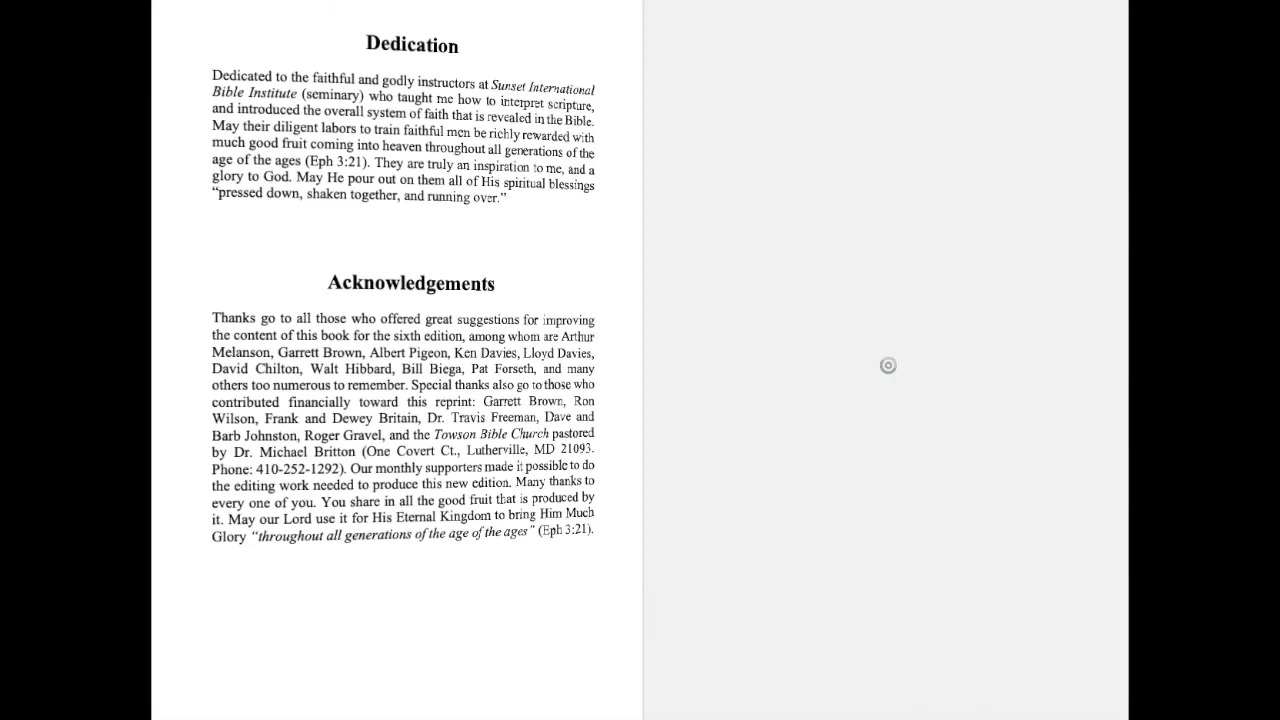 Dedication
Dedicated to the faithful and godly instructors at Sunset International
Bible Institute (seminary) who taught me how to interpret scripture,
and introduced the overall system of faith that is revealed in the Bible.
May their diligent labors to train faithful men be richly rewarded with
much good fruit coming into heaven throughout all generations of the
age of the ages (Eph 3:21). They are truly an inspiration to me, and a
glory to God. May He pour out on them all of His spiritual blessings
“pressed down, shaken together, and running over.”
Acknowledgements
Thanks go to all those who offered great suggestions for improving
the content of this book for the sixth edition, among whom are Arthur
Melanson, Garrett Brown, Albert Pigeon, Ken Davies, Lloyd Davies,
David Chilton, Walt Hibbard, Bill Biega, Pat Forseth, and many
others too numerous to remember. Special thanks also go to those who
contributed financially toward this reprint: Garrett Brown, Ron
Wilson, Frank and Dewey Britain, Dr. Travis Freeman, Dave and
Barb Johnston, Roger Gravel, and the Towson Bible Church pastored
by Dr. Michael Britton (One Covert Ct., Lutherville, MD 21093.
Phone: 410-252-1292). Our monthly supporters made it possible to do
the editing work needed to produce this new edition. Many thanks to
every one of you. You share in all the good fruit that is produced by
it. May our Lord use it for His Eternal Kingdom to bring Him Much
Glory “throughout all generations of the age of the ages” (Eph 3:21).